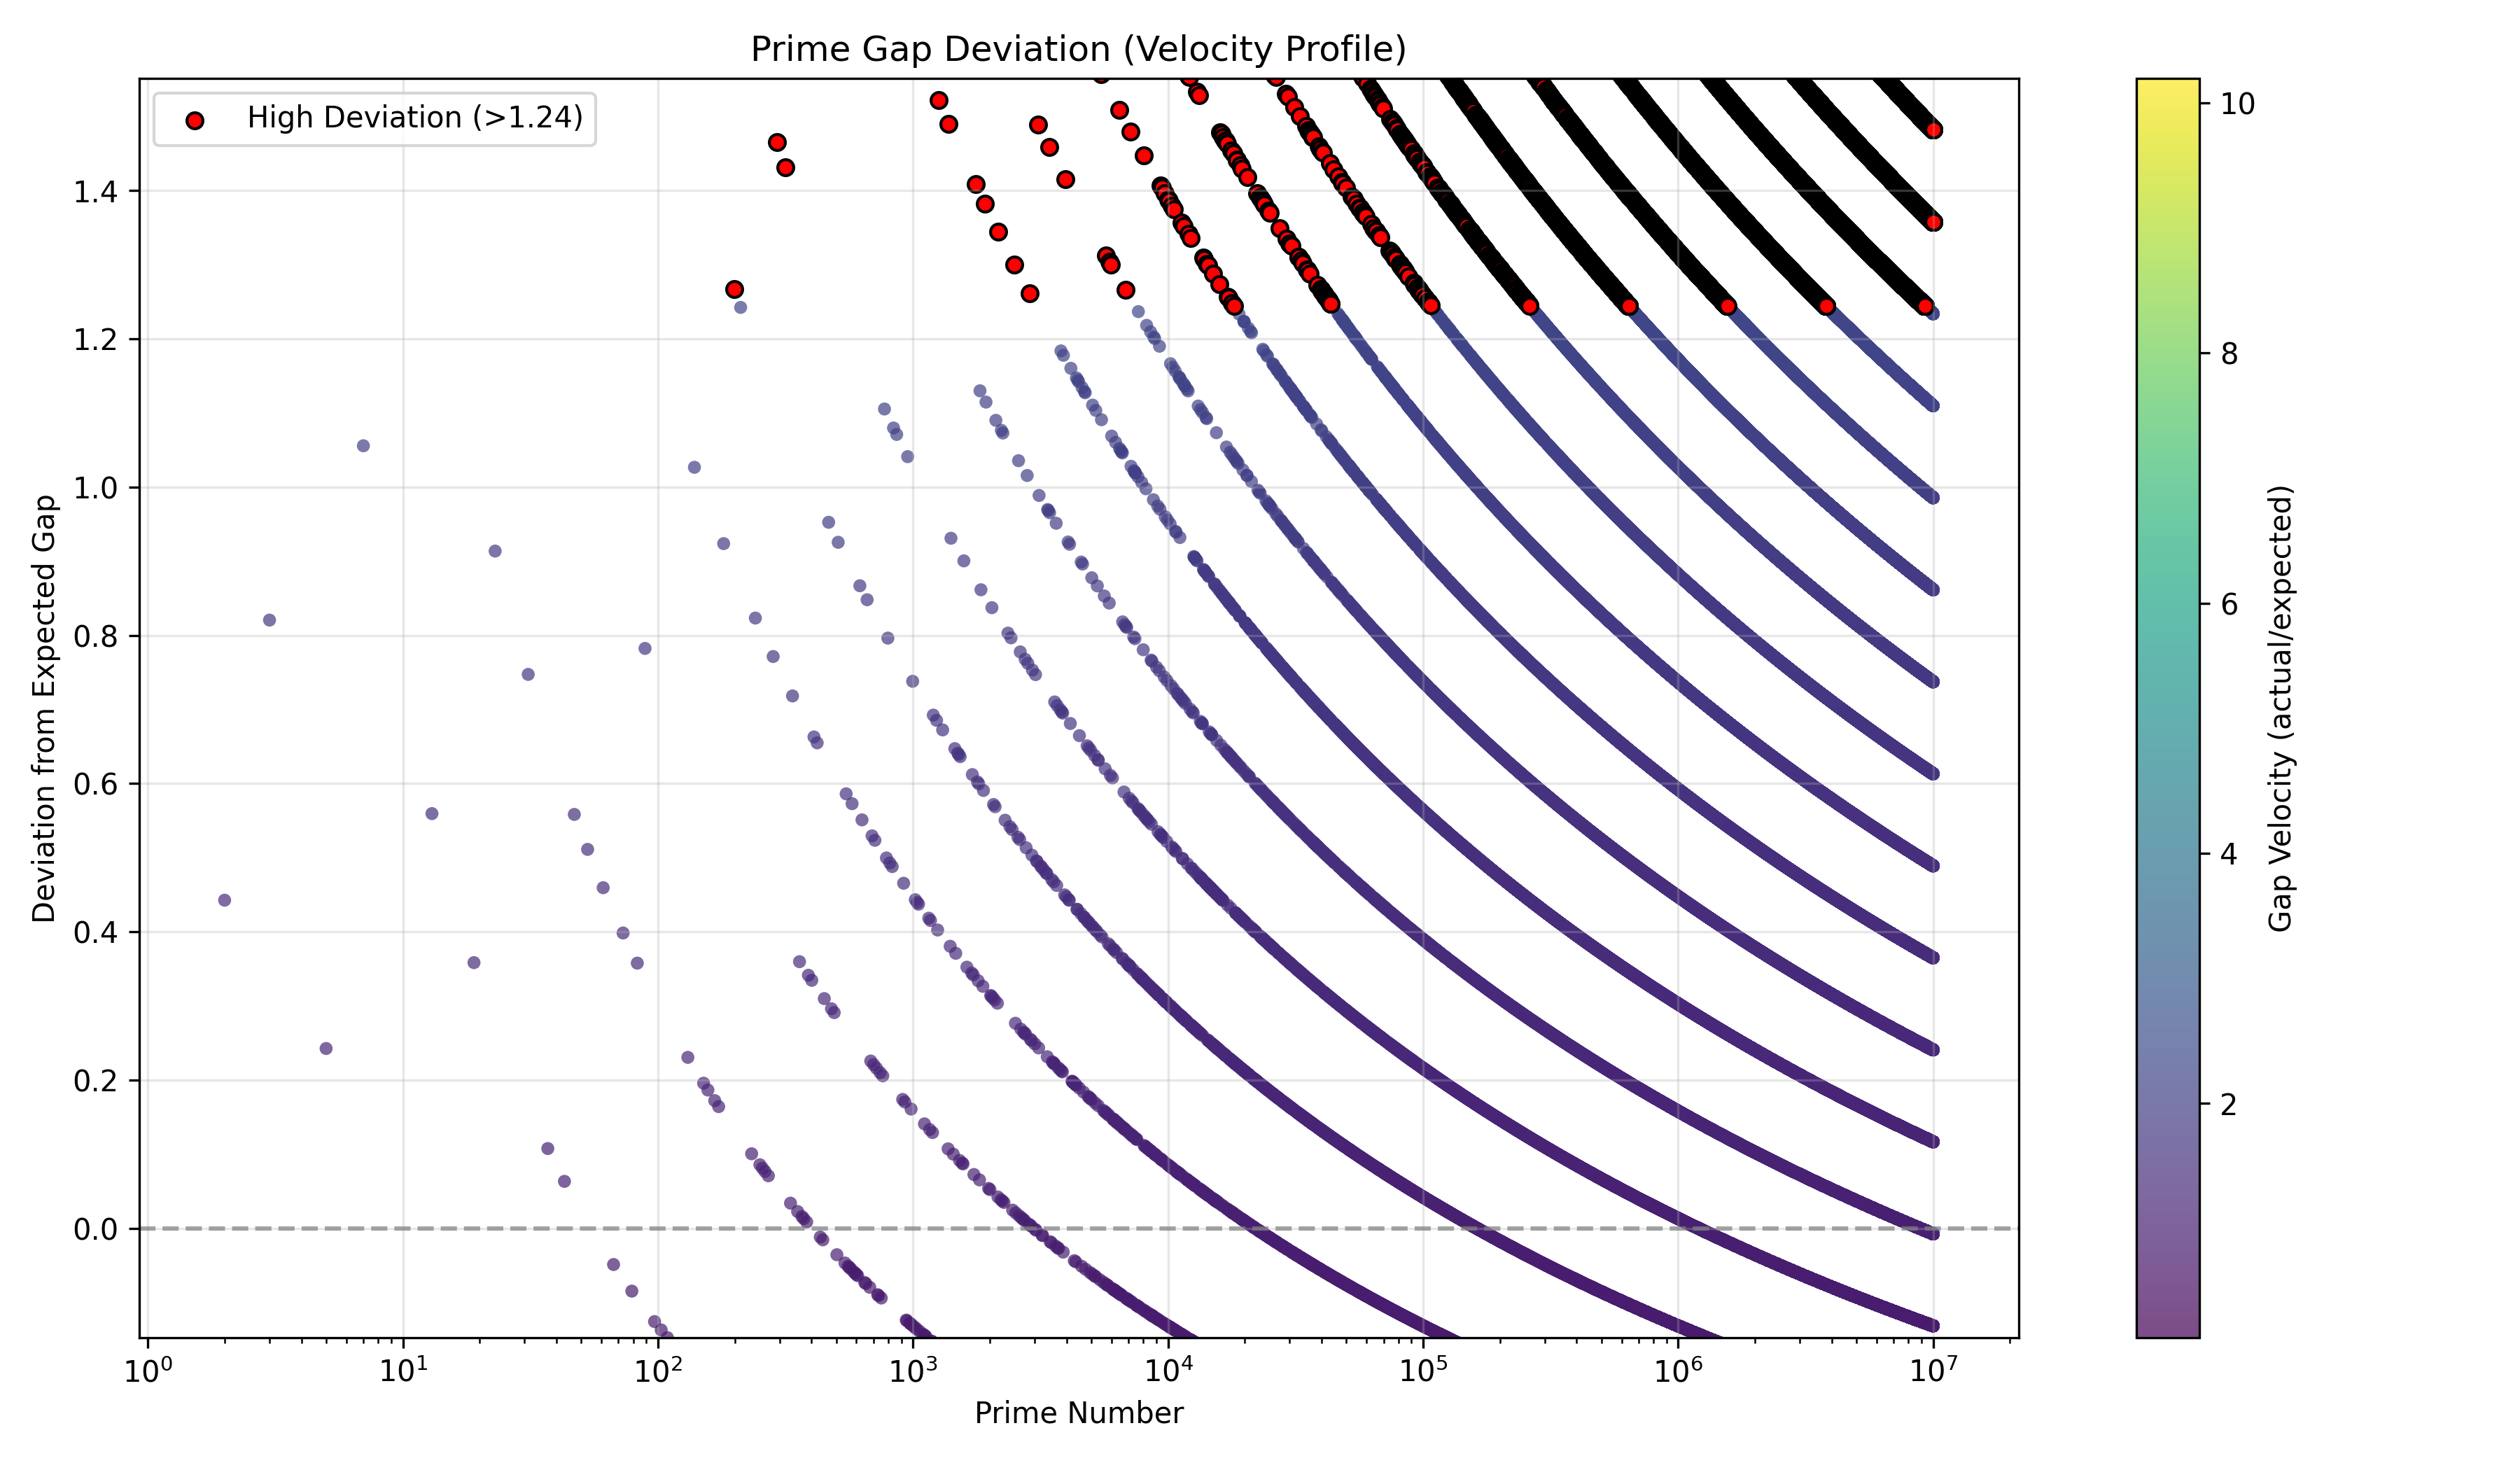 Prime Gap Deviation (Velocity Profile)
High Deviation (>1.24)
Deviation from Expected Gap
1.4
1.2
1.0
0.8
0.6
0.4
0.2
0.0
10⁰ 10¹ 10² 10³ 10⁴ 10⁵ 10⁶ 10⁷
Prime Number
10
8
6
4
2
Gap Velocity (actual/expected)